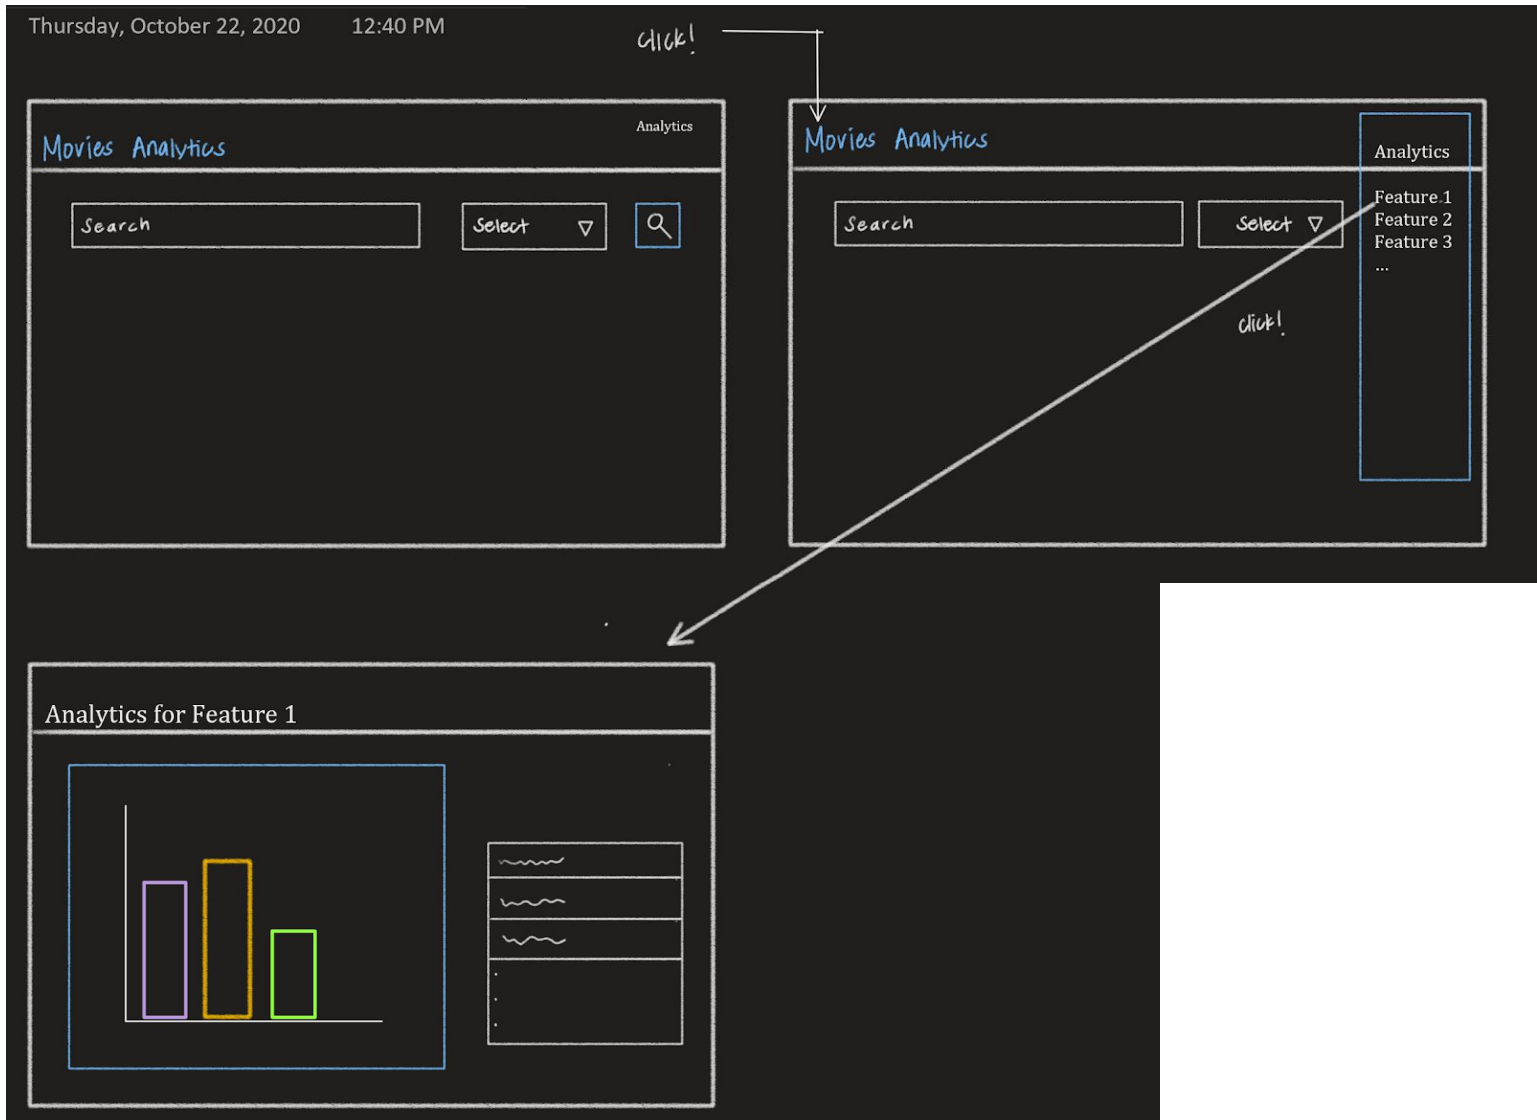 Thursday, October 22, 2020 12:40 PM
click!
Movies Analytics
Analytics
Search
Select
Movies Analytics
Analytics
Search
Select
Feature 1
Feature 2
Feature 3
...
click!
Analytics for Feature 1